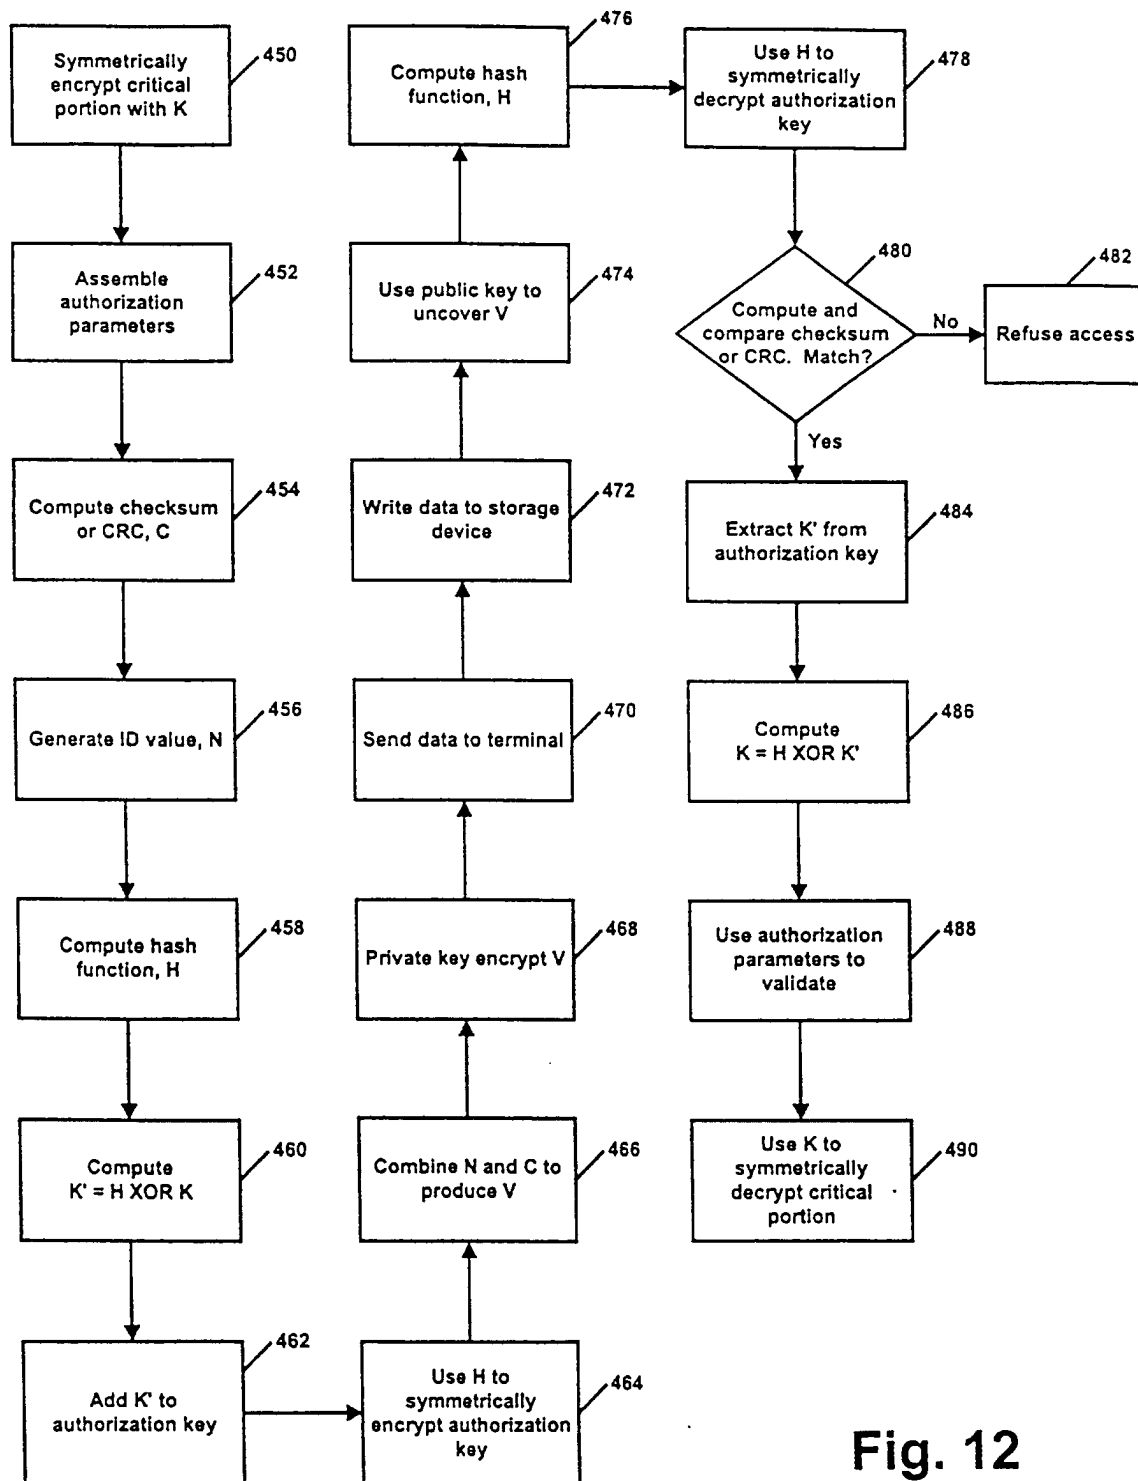 Symmetrically
encrypt critical
portion with K
450
Assemble
authorization
parameters
452
Compute checksum
or CRC, C
454
Generate ID value, N
456
Compute hash
function, H
458
Compute
K' = H XOR K
460
Add K' to
authorization key
462
Use H to
symmetrically
encrypt authorization
key
464
Combine N and C to
produce V
466
Private key encrypt V
468
Send data to terminal
470
Write data to storage
device
472
Use public key to
uncover V
474
Compute hash
function, H
476
Use H to
symmetrically
decrypt authorization
key
478
Compute and
compare checksum
or CRC. Match?
480
No
Refuse access
482
Yes
Extract K' from
authorization key
484
Compute
K = H XOR K'
486
Use authorization
parameters to
validate
488
Use K to
symmetrically
decrypt critical
portion
490
Fig. 12